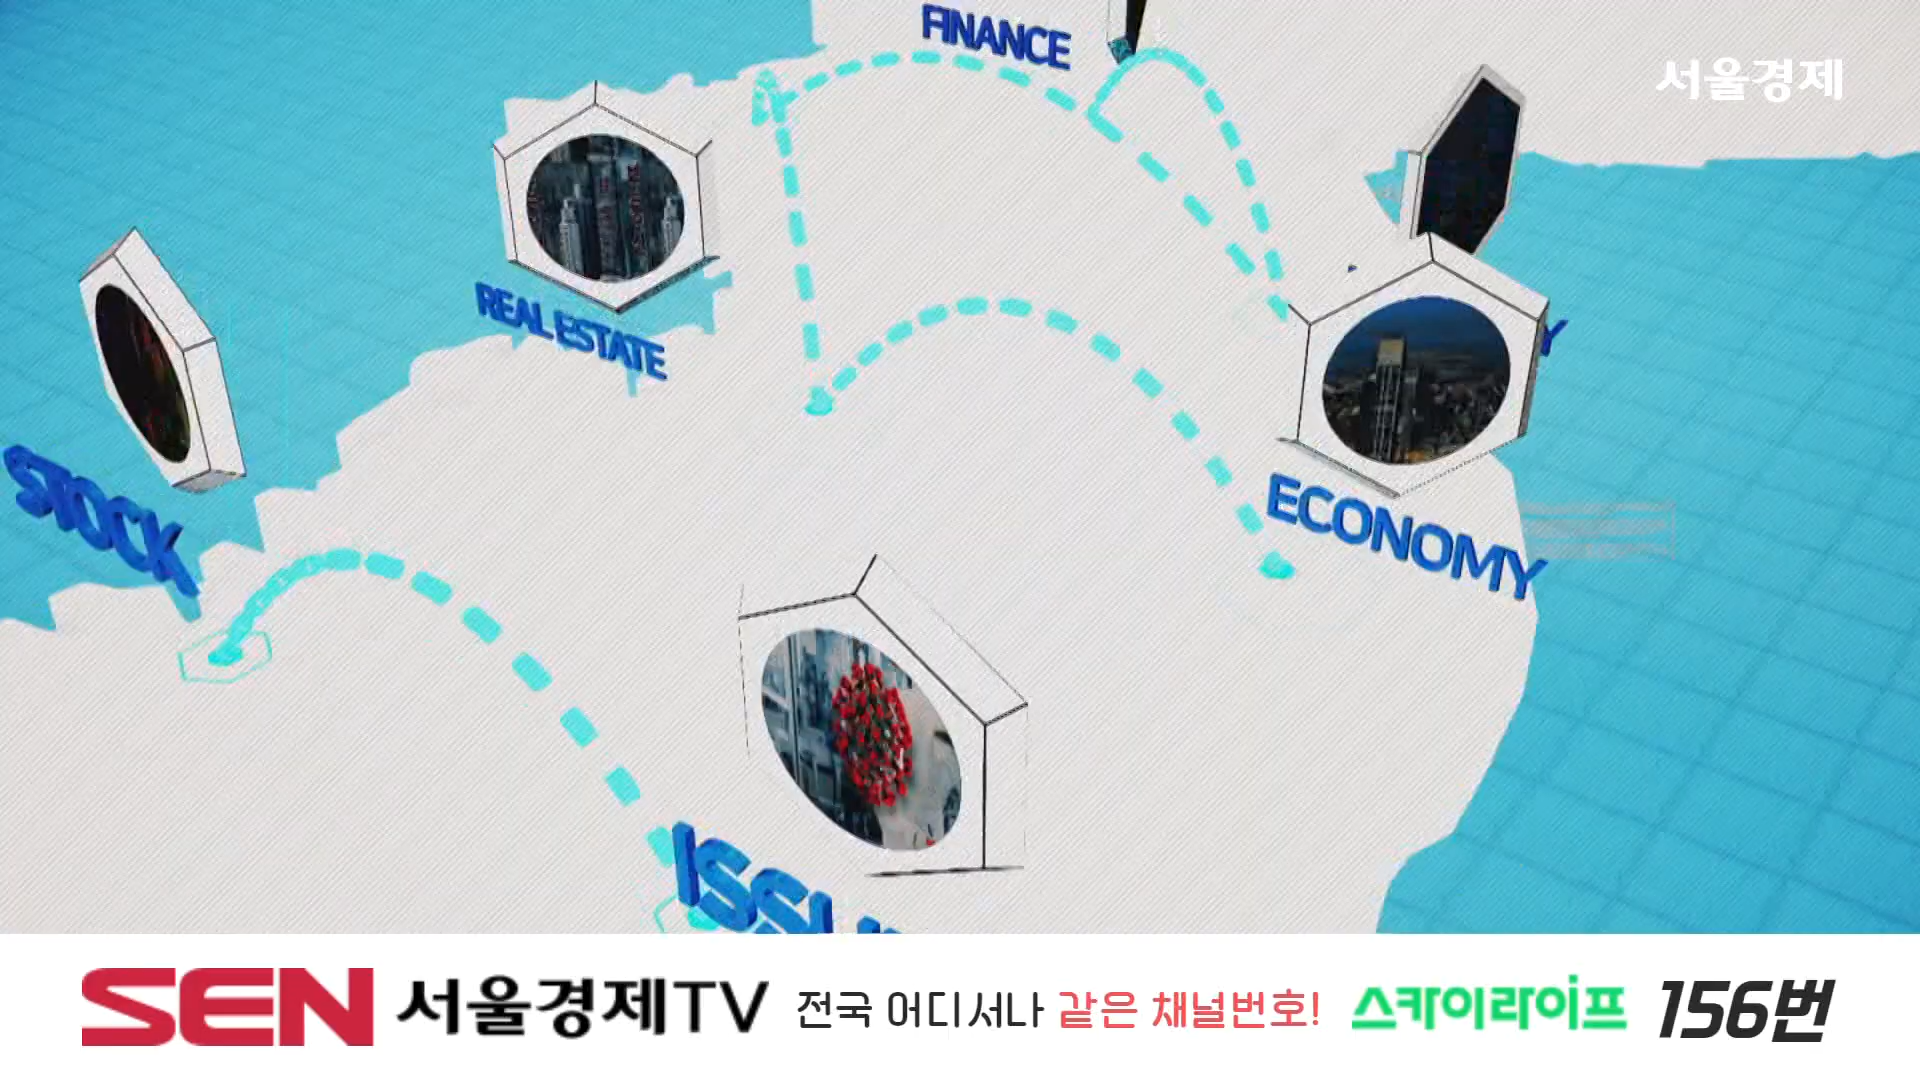 FINANCE
서울경제
REAL ESTATE
STOCK
ECONOMY
SEN 서울경제TV 전국 어디서나 같은 채널번호! 스카이라이프 156번